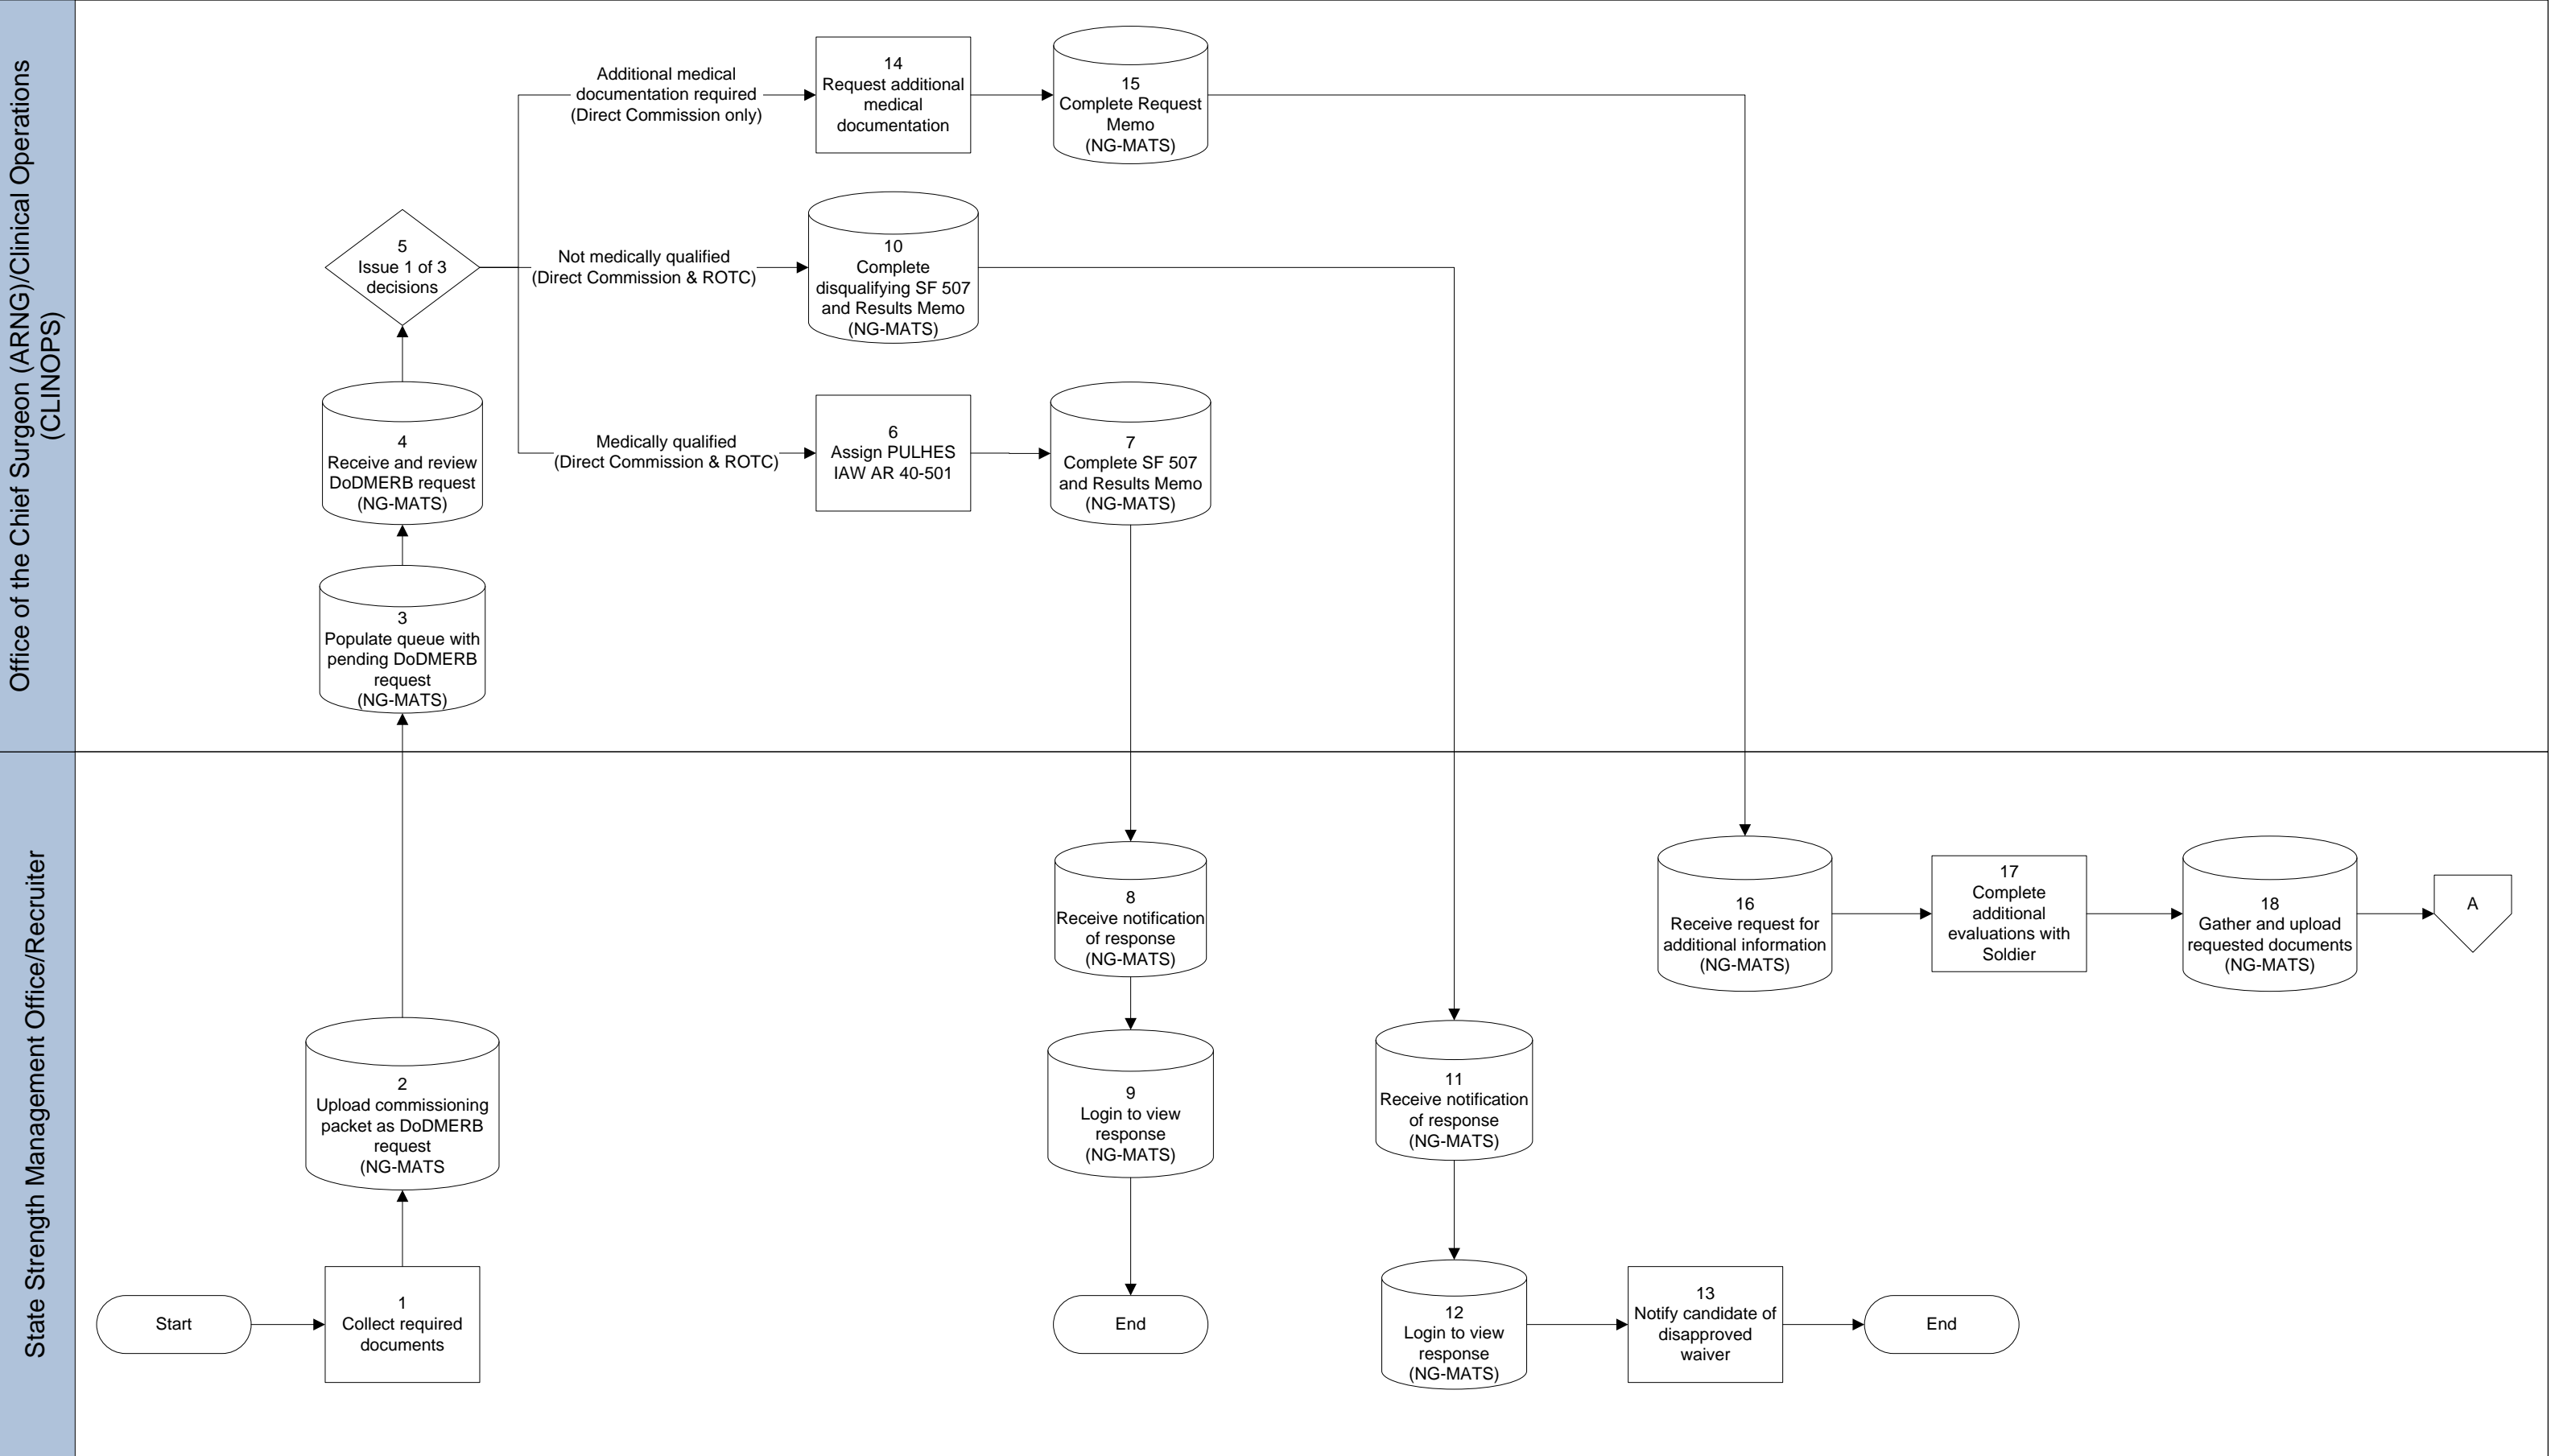 Office of the Chief Surgeon (ARNG)/Clinical Operations
(CLINOPS)
State Strength Management Office/Recruiter
Start
1
Collect required
documents
2
Upload commissioning
packet as DoDMERB
request
(NG-MATS
3
Populate queue with
pending DoDMERB
request
(NG-MATS)
4
Receive and review
DoDMERB request
(NG-MATS)
5
Issue 1 of 3
decisions
Medically qualified
(Direct Commission & ROTC)
6
Assign PULHES
IAW AR 40-501
7
Complete SF 507
and Results Memo
(NG-MATS)
8
Receive notification
of response
(NG-MATS)
9
Login to view
response
(NG-MATS)
End
Not medically qualified
(Direct Commission & ROTC)
10
Complete
disqualifying SF 507
and Results Memo
(NG-MATS)
11
Receive notification
of response
(NG-MATS)
12
Login to view
response
(NG-MATS)
13
Notify candidate of
disapproved
waiver
End
Additional medical
documentation required
(Direct Commission only)
14
Request additional
medical
documentation
15
Complete Request
Memo
(NG-MATS)
16
Receive request for
additional information
(NG-MATS)
17
Complete
additional
evaluations with
Soldier
18
Gather and upload
requested documents
(NG-MATS)
A